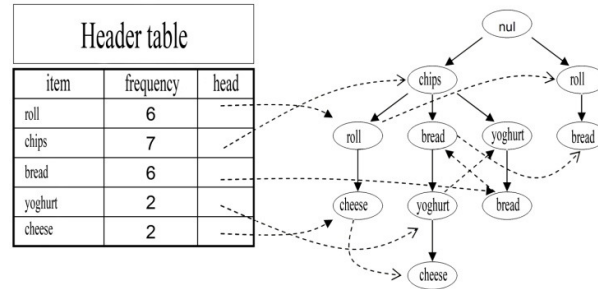 Header table
item frequency head
roll 6
chips 7
bread 6
yoghurt 2
cheese 2
nul
chips roll
roll bread yoghurt bread
cheese yoghurt bread
cheese